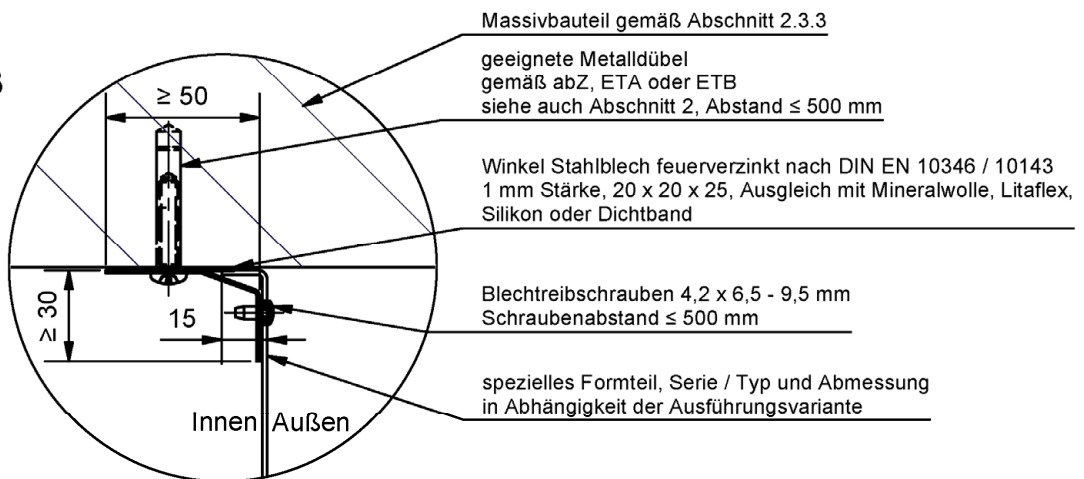 Massivbauteil gemäß Abschnitt 2.3.3
geeignete Metalldübel
gemäß abZ, ETA oder ETB
siehe auch Abschnitt 2, Abstand ≤ 500 mm
≥ 50
Winkel Stahlblech feuerverzinkt nach DIN EN 10346 / 10143
1 mm Stärke, 20 x 20 x 25, Ausgleich mit Mineralwolle, Litaflex,
Silikon oder Dichtband
≥ 30
15
Blechtreibschrauben 4,2 x 6,5 - 9,5 mm
Schraubenabstand ≤ 500 mm
spezielles Formteil, Serie / Typ und Abmessung
in Abhängigkeit der Ausführungsvariante
Innen Außen